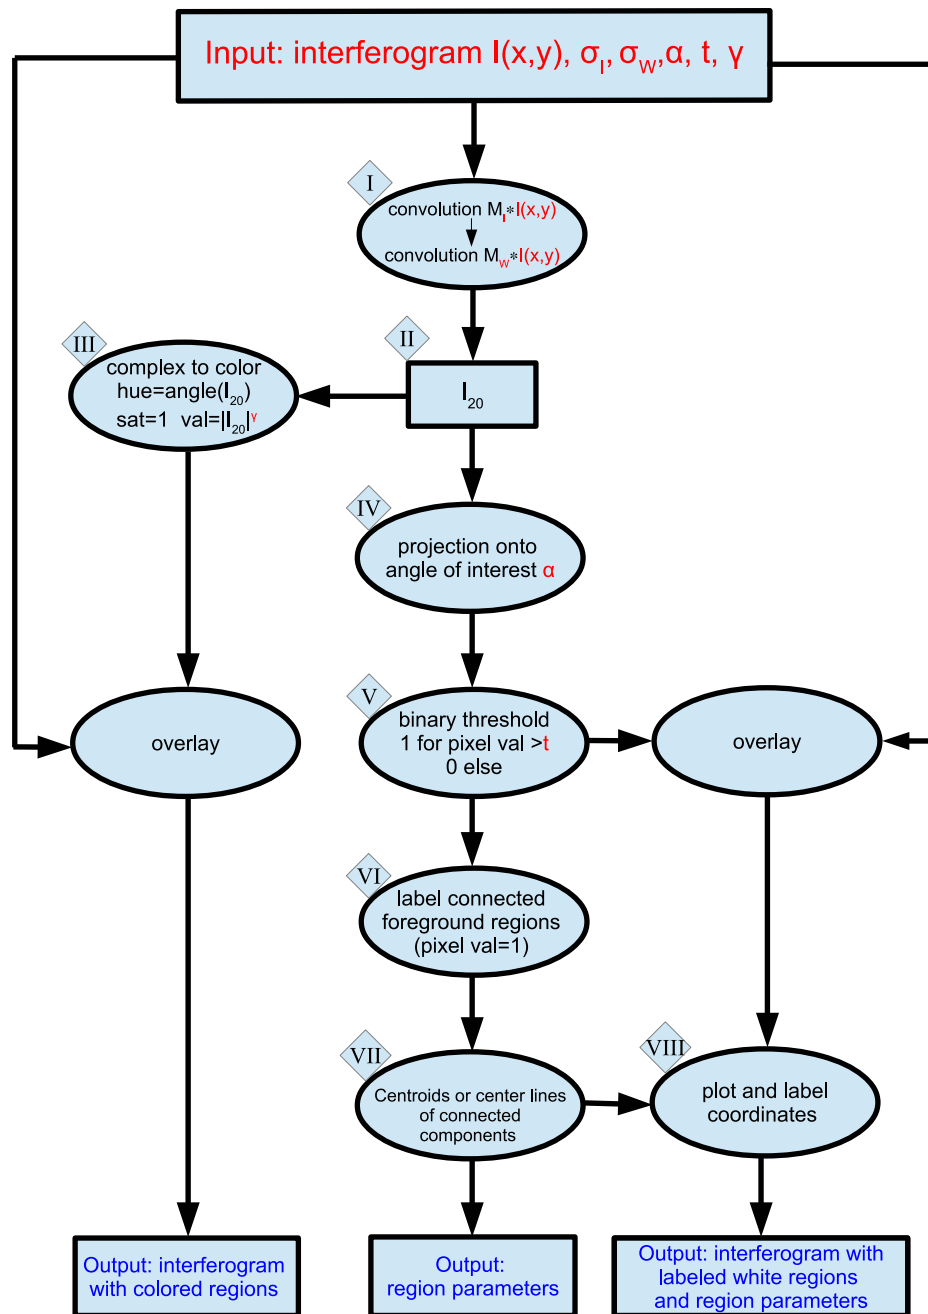 Input: interferogram I(x,y), σI, σW,α, t, γ
I
convolution MI*I(x,y)
convolution MW*I(x,y)
III
complex to color
hue=angle(I20)
sat=1 val=|I20|γ
II
I20
IV
projection onto
angle of interest α
overlay
V
binary threshold
1 for pixel val >t
0 else
overlay
VI
label connected
foreground regions
(pixel val=1)
VII
Centroids or center lines
of connected
components
VIII
plot and label
coordinates
Output: interferogram
with colored regions
Output:
region parameters
Output: interferogram with
labeled white regions
and region parameters